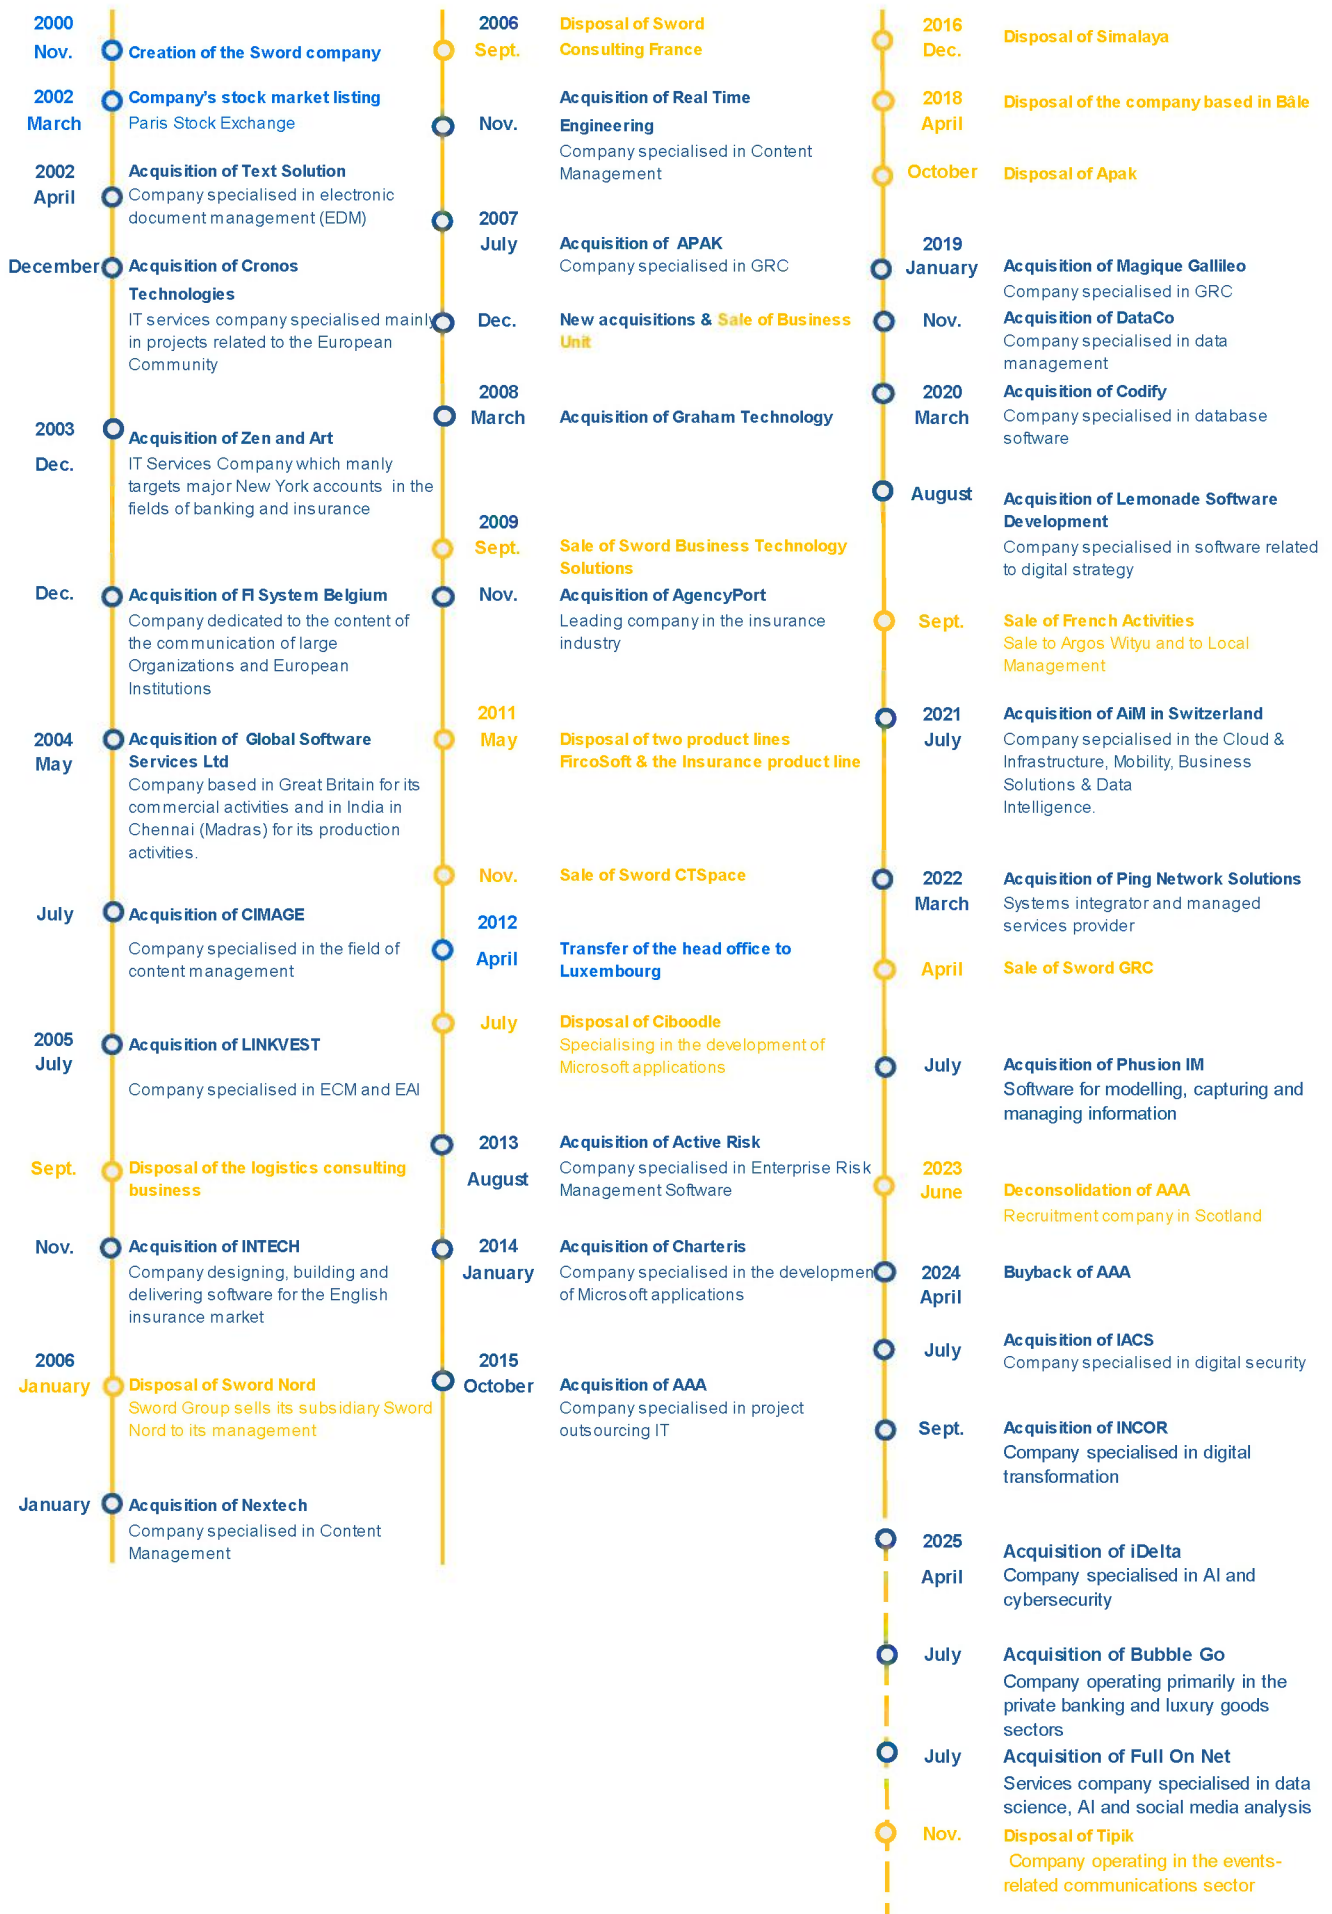 2000
Nov.
Creation of the Sword company
2002
March
Company's stock market listing
Paris Stock Exchange
2002
April
Acquisition of Text Solution
Company specialised in electronic
document management (EDM)
December
Acquisition of Cronos
Technologies
IT services company specialised mainly
in projects related to the European
Community
2003
Dec.
Acquisition of Zen and Art
IT Services Company which manly
targets major New York accounts in the
fields of banking and insurance
Dec.
Acquisition of FI System Belgium
Company dedicated to the content of
the communication of large
Organizations and European
Institutions
2004
May
Acquisition of Global Software
Services Ltd
Company based in Great Britain for its
commercial activities and in India in
Chennai (Madras) for its production
activities.
July
Acquisition of CIMAGE
Company specialised in the field of
content management
2005
July
Acquisition of LINKVEST
Company specialised in ECM and EAI
Sept.
Disposal of the logistics consulting
business
Nov.
Acquisition of INTECH
Company designing, building and
delivering software for the English
insurance market
2006
January
Disposal of Sword Nord
Sword Group sells its subsidiary Sword
Nord to its management
January
Acquisition of Nextech
Company specialised in Content
Management
2006
Sept.
Disposal of Sword
Consulting France
Nov.
Acquisition of Real Time
Engineering
Company specialised in Content
Management
2007
July
Acquisition of APAK
Company specialised in GRC
Dec.
New acquisitions & Sale of Business
Unit
2008
March
Acquisition of Graham Technology
2009
Sept.
Sale of Sword Business Technology
Solutions
Nov.
Acquisition of AgencyPort
Leading company in the insurance
industry
2011
May
Disposal of two product lines
FircoSoft & the Insurance product line
Nov.
Sale of Sword CTSpace
2012
April
Transfer of the head office to
Luxembourg
July
Disposal of Ciboodle
Specialising in the development of
Microsoft applications
2013
August
Acquisition of Active Risk
Company specialised in Enterprise Risk
Management Software
2014
January
Acquisition of Charteris
Company specialised in the developmen
of Microsoft applications
2015
October
Acquisition of AAA
Company specialised in project
outsourcing IT
2016
Dec.
Disposal of Simalaya
2018
April
Disposal of the company based in Bâle
October
Disposal of Apak
2019
January
Acquisition of Magique Gallileo
Company specialised in GRC
Nov.
Acquisition of DataCo
Company specialised in data
management
2020
March
Acquisition of Codify
Company specialised in database
software
August
Acquisition of Lemonade Software
Development
Company specialised in software related
to digital strategy
Sept.
Sale of French Activities
Sale to Argos Wityu and to Local
Management
2021
July
Acquisition of AiM in Switzerland
Company sepcialised in the Cloud &
Infrastructure, Mobility, Business
Solutions & Data
Intelligence.
2022
March
Acquisition of Ping Network Solutions
Systems integrator and managed
services provider
April
Sale of Sword GRC
July
Acquisition of Phusion IM
Software for modelling, capturing and
managing information
2023
June
Deconsolidation of AAA
Recruitment company in Scotland
2024
April
Buyback of AAA
July
Acquisition of IACS
Company specialised in digital security
Sept.
Acquisition of INCOR
Company specialised in digital
transformation
2025
April
Acquisition of iDelta
Company specialised in AI and
cybersecurity
July
Acquisition of Bubble Go
Company operating primarily in the
private banking and luxury goods
sectors
July
Acquisition of Full On Net
Services company specialised in data
science, AI and social media analysis
Nov.
Disposal of Tipik
Company operating in the events-
related communications sector